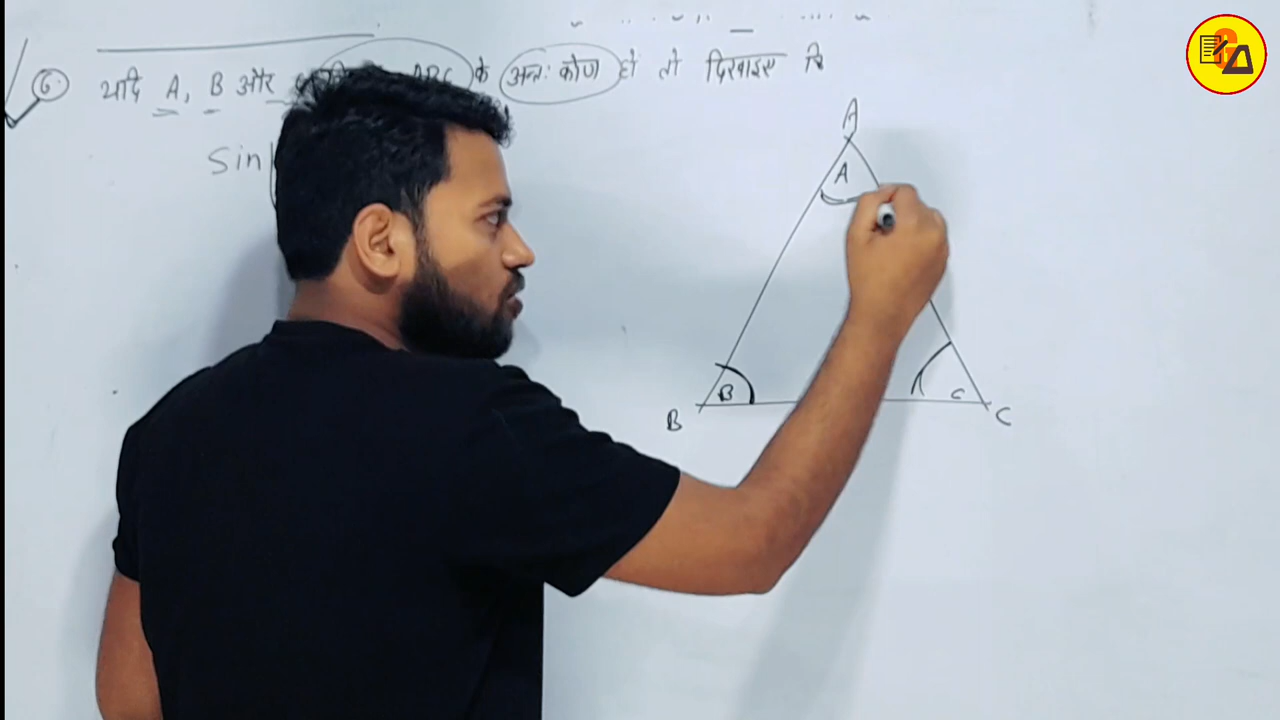 6 यदि A, B और ABC के अन्तः कोण हो तो दिखाइए कि
Sin
A
A
B C
B C